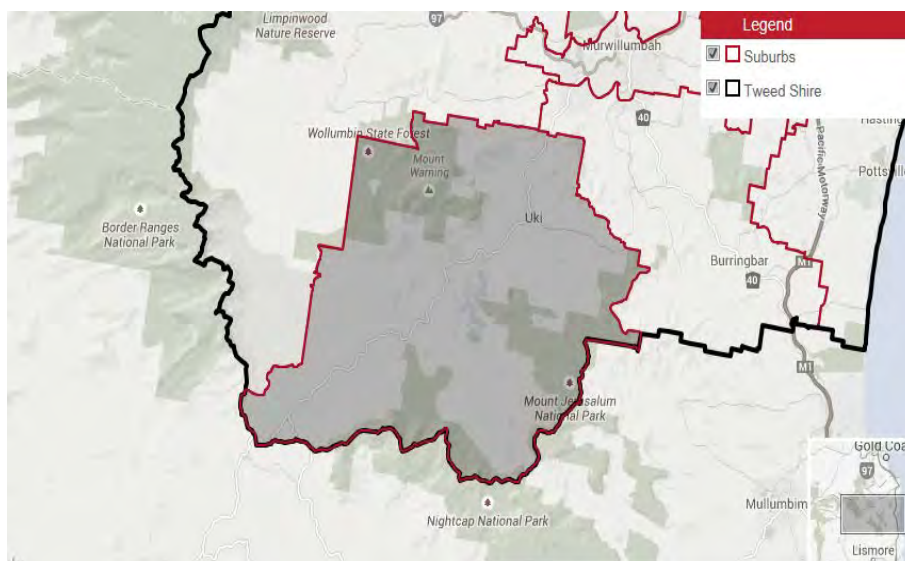 Limpinwood
Nature Reserve
97
Murwillumbah
Legend
Suburbs
Tweed Shire
40
Hasting
Wollumbin State Forest
Mount
Warning
Pacific Motorway
Pottsville
Uki
Border Ranges
National Park
Burringbar
M1
40
M1
Mount Jerusalum
National Park
Nightcap National Park
Mullumbim
Gold Coa
97
Lismore